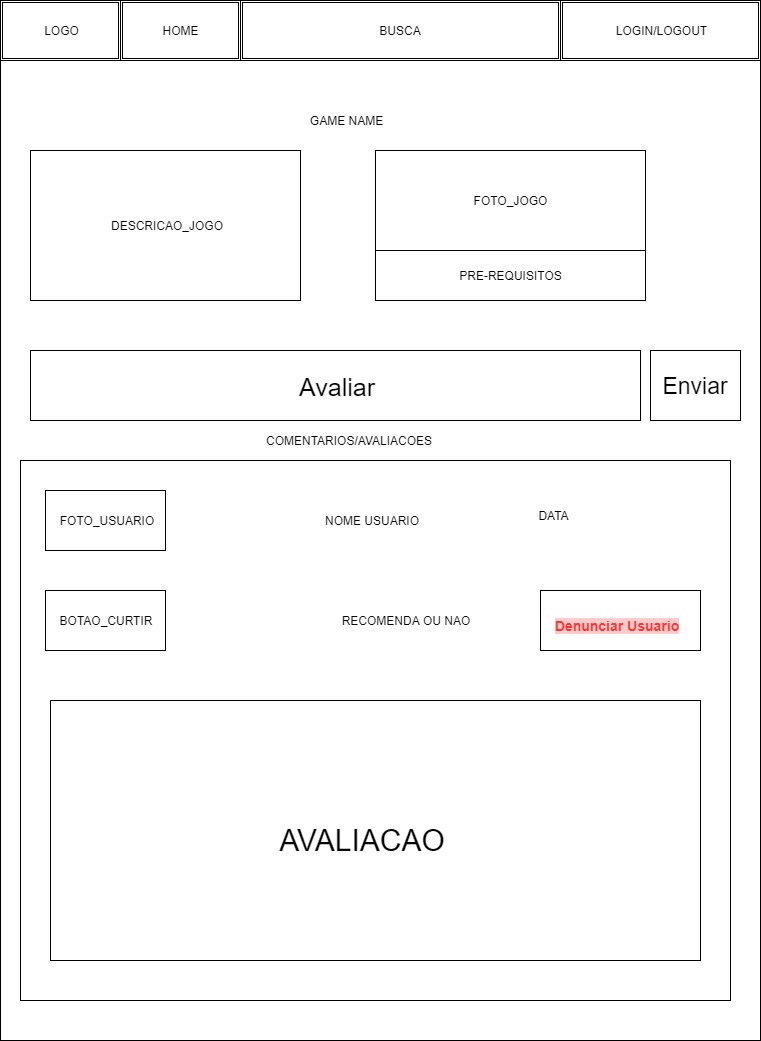 LOGO
HOME
BUSCA
LOGIN/LOGOUT
GAME NAME
DESCRICAO_JOGO
FOTO_JOGO
PRE-REQUISITOS
Avaliar
Enviar
COMENTARIOS/AVALIACOES
FOTO_USUARIO
NOME USUARIO
DATA
BOTAO_CURTIR
RECOMENDA OU NAO
Denunciar Usuario
AVALIACAO